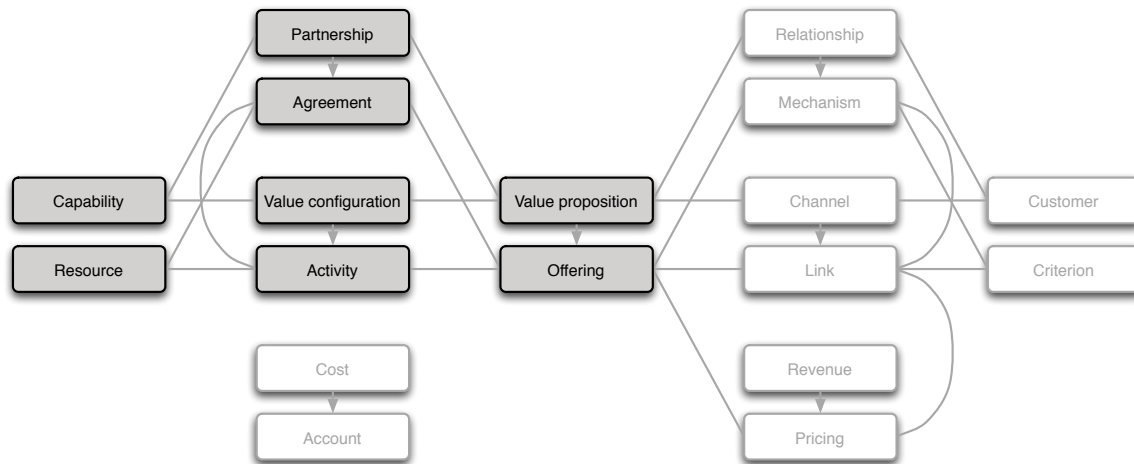 Partnership
Relationship
Agreement
Mechanism
Capability
Value configuration
Value proposition
Channel
Customer
Resource
Activity
Offering
Link
Criterion
Cost
Revenue
Account
Pricing